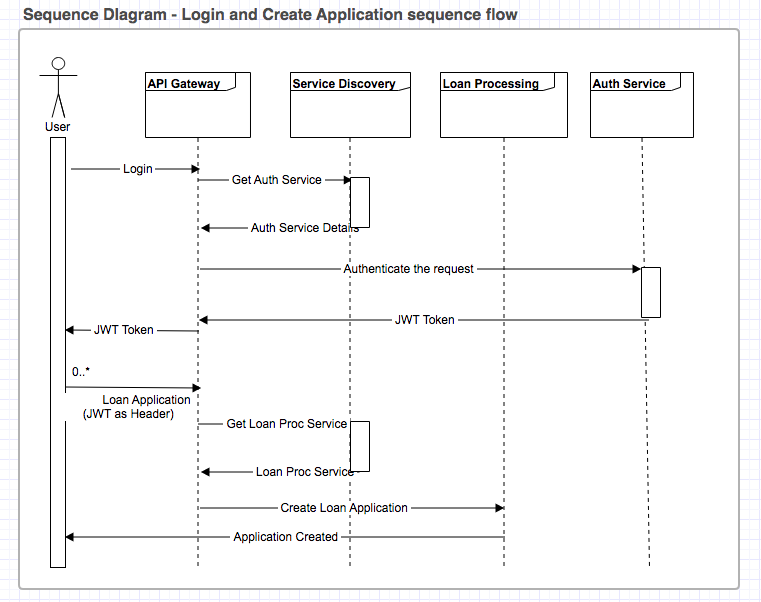 Sequence DIagram - Login and Create Application sequence flow
API Gateway
Service Discovery
Loan Processing
Auth Service
User
Login
Get Auth Service
Auth Service Details
Authenticate the request
JWT Token
JWT Token
0..*
Loan Application
(JWT as Header)
Get Loan Proc Service
Loan Proc Service
Create Loan Application
Application Created